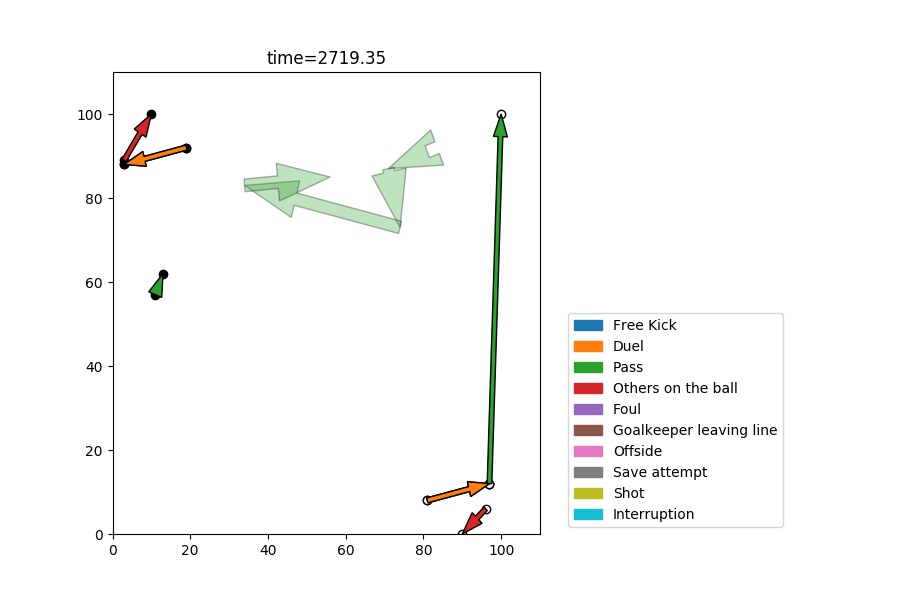 time=2719.35
100
80
60
40
20
0
0 20 40 60 80 100
Free Kick
Duel
Pass
Others on the ball
Foul
Goalkeeper leaving line
Offside
Save attempt
Shot
Interruption